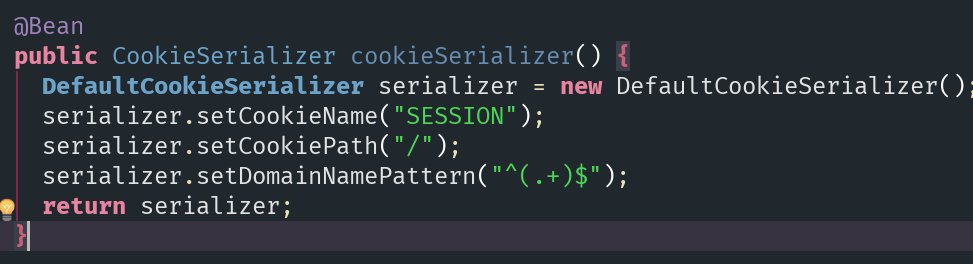 @Bean
public CookieSerializer cookieSerializer() {
DefaultCookieSerializer serializer = new DefaultCookieSerializer();
serializer.setCookieName("SESSION");
serializer.setCookiePath("/");
serializer.setDomainNamePattern("^(.+)$");
return serializer;
}